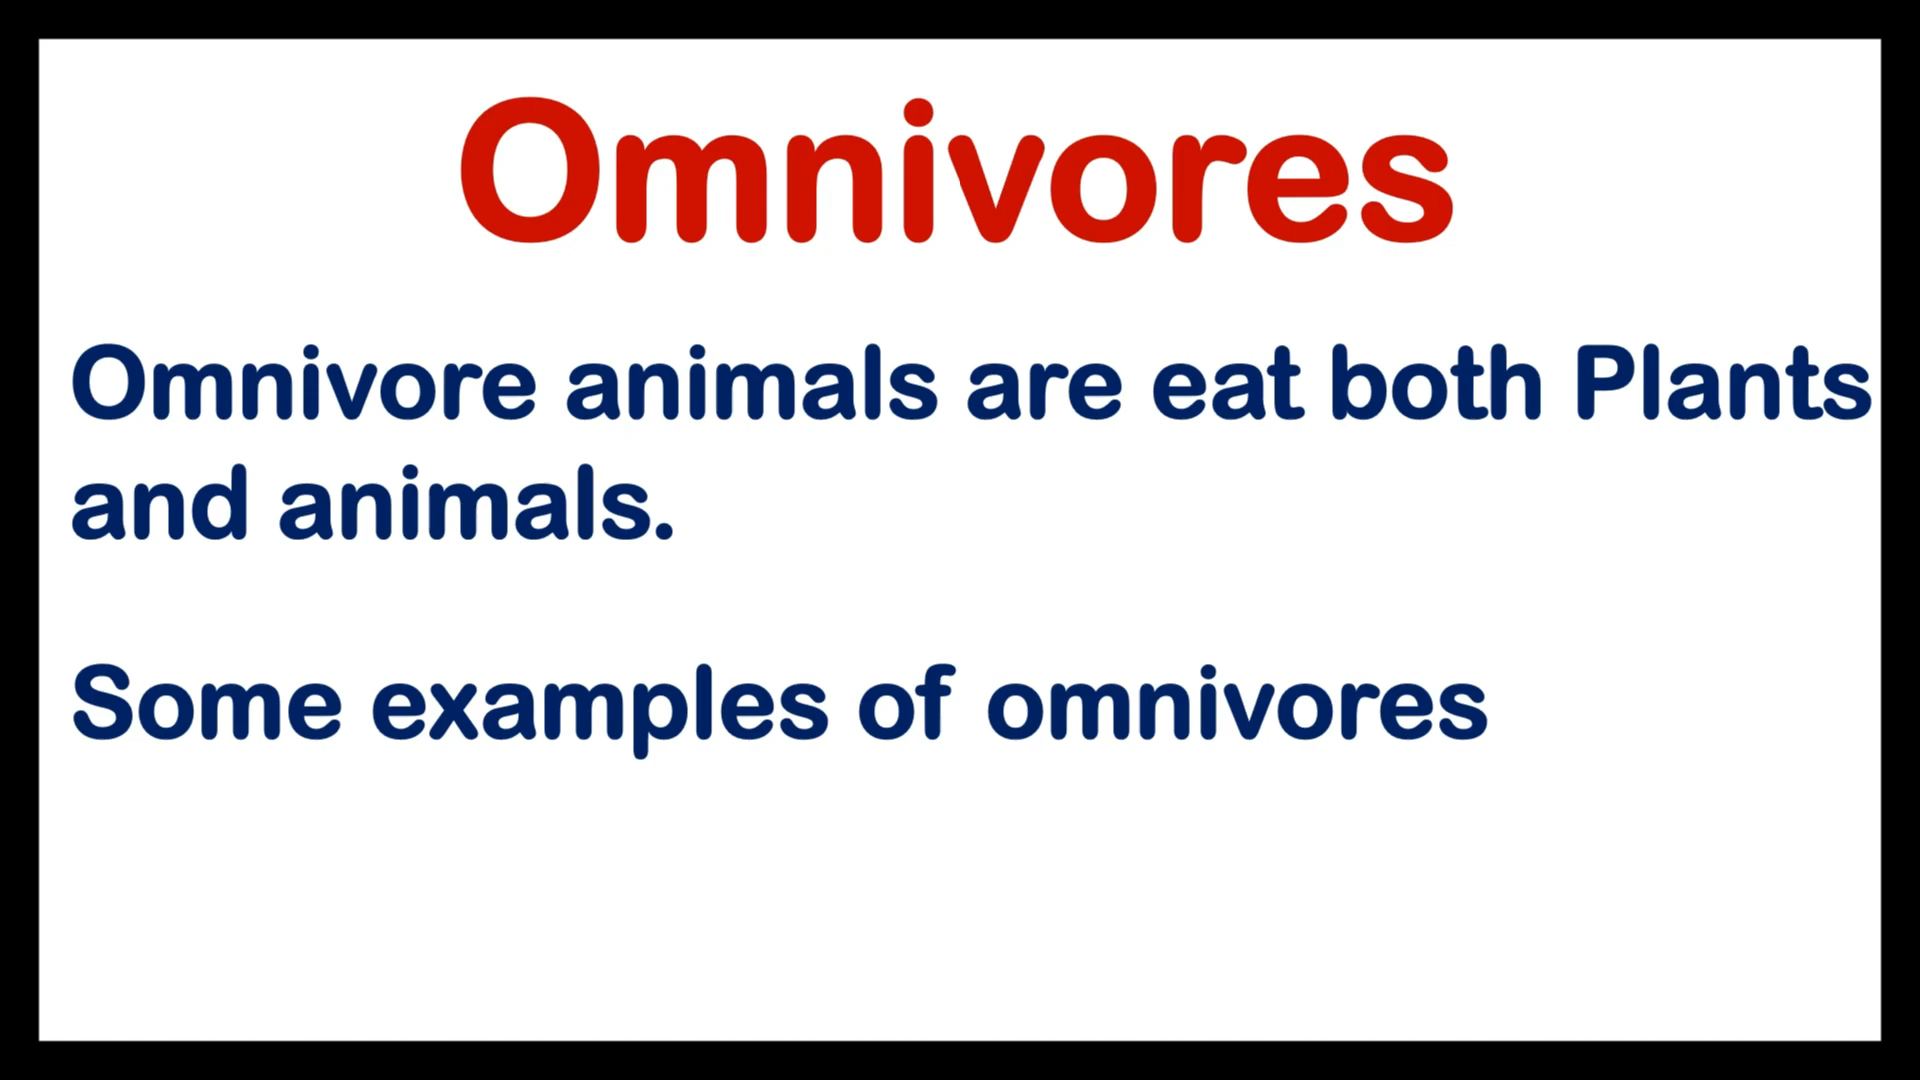 Omnivores
Omnivore animals are eat both Plants
and animals.
Some examples of omnivores